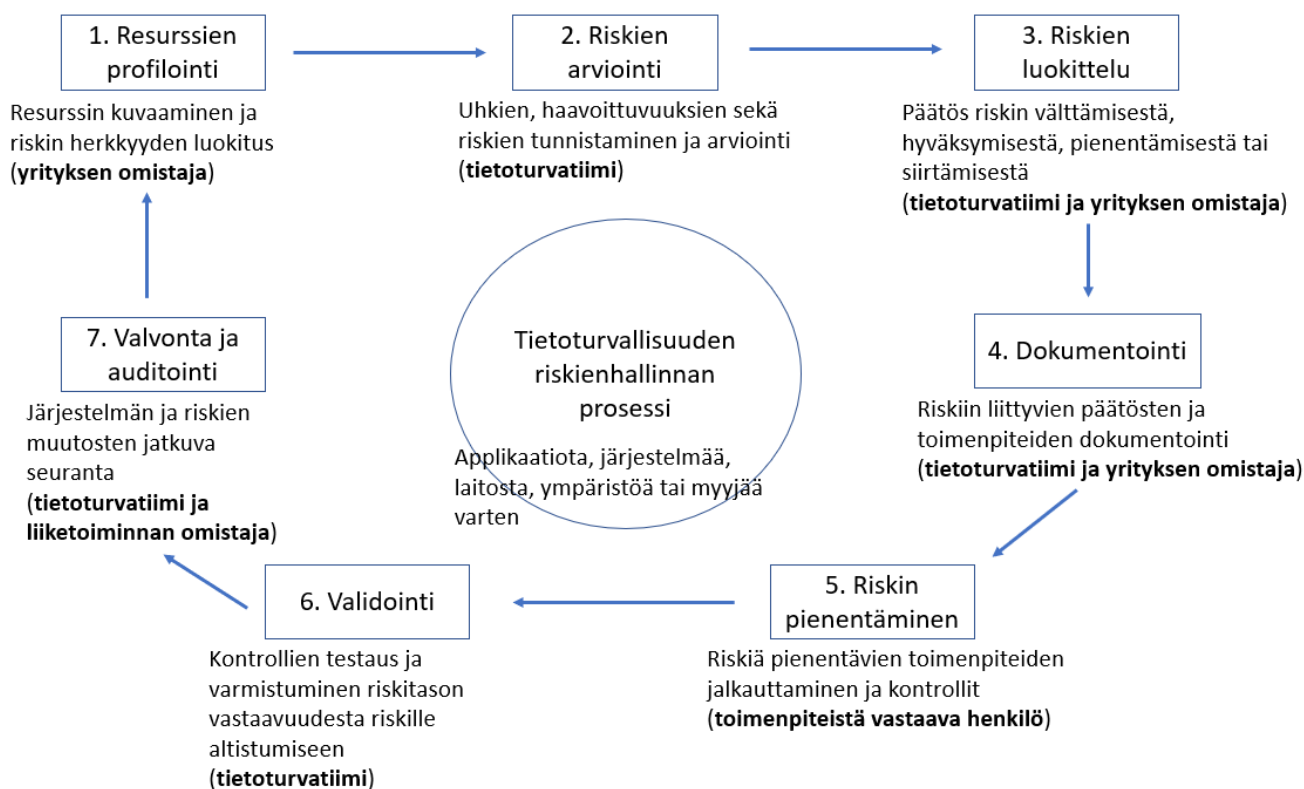 1. Resurssien
profilointi
Resurssin kuvaaminen ja
riskin herkkyyden luokitus
(yrityksen omistaja)
2. Riskien
arviointi
Uhkien, haavoittuvuuksien sekä
riskien tunnistaminen ja arviointi
(tietoturvatiimi)
3. Riskien
luokittelu
Päätös riskin välttämisestä,
hyväksymisestä, pienentämisestä tai
siirtämisestä
(tietoturvatiimi ja yrityksen omistaja)
4. Dokumentointi
Riskiin liittyvien päätösten ja
toimenpiteiden dokumentointi
(tietoturvatiimi ja yrityksen omistaja)
5. Riskin
pienentäminen
Riskiä pienentävien toimenpiteiden
jalkauttaminen ja kontrollit
(toimenpiteistä vastaava henkilö)
6. Validointi
Kontrollien testaus ja
varmistuminen riskitason
vastaavuudesta riskille
altistumiseen
(tietoturvatiimi)
7. Valvonta ja
auditointi
Järjestelmän ja riskien
muutosten jatkuva
seuranta
(tietoturvatiimi ja
liiketoiminnan omistaja)
Tietoturvallisuuden
riskienhallinnan
prosessi
Applikaatiota, järjestelmää,
laitosta, ympäristöä tai myyjää
varten